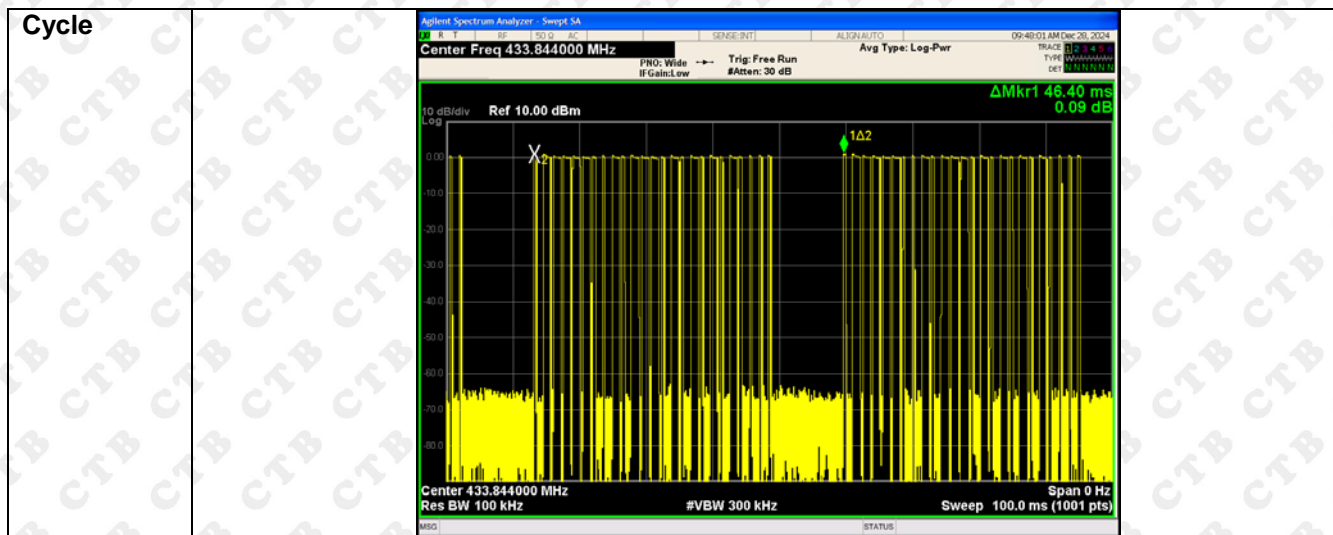 Cycle
Agilent Spectrum Analyzer - Swept SA
R T RF 50 Ω AC SENSE:INT ALIGN AUTO 09:48:01 AM Dec 28, 2024
Center Freq 433.844000 MHz Avg Type: Log-Pwr TRACE 1 2 3 4 5 6
PNO: Wide Trig: Free Run TYPE W
IFGain:Low #Atten: 30 dB DET N N N N N N
ΔMkr1 46.40 ms
10 dB/div Ref 10.00 dBm 0.09 dB
Log
1Δ2
X2
0.00
-10.0
-20.0
-30.0
-40.0
-50.0
-60.0
-70.0
-80.0
Center 433.844000 MHz Span 0 Hz
Res BW 100 kHz #VBW 300 kHz Sweep 100.0 ms (1001 pts)
MSG STATUS
CTB